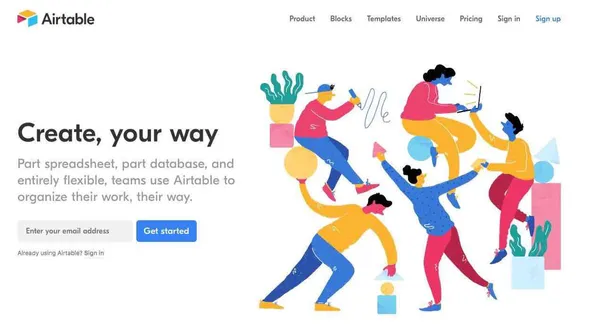 Airtable
Product Blocks Templates Universe Pricing Sign in Sign up
Create, your way
Part spreadsheet, part database, and
entirely flexible, teams use Airtable to
organize their work, their way.
Enter your email address Get started
Already using Airtable? Sign in